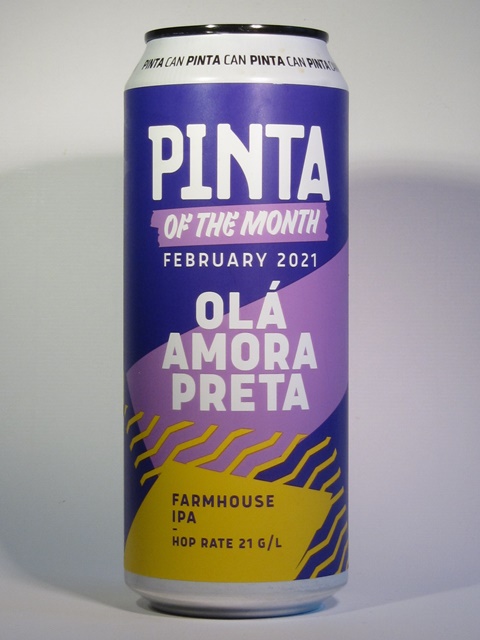 PINTA CAN PINTA CAN PINTA CAN PINTA
PINTA
OF THE MONTH
FEBRUARY 2021
OLÁ
AMORA
PRETA
FARMHOUSE
IPA
-
HOP RATE 21 G/L